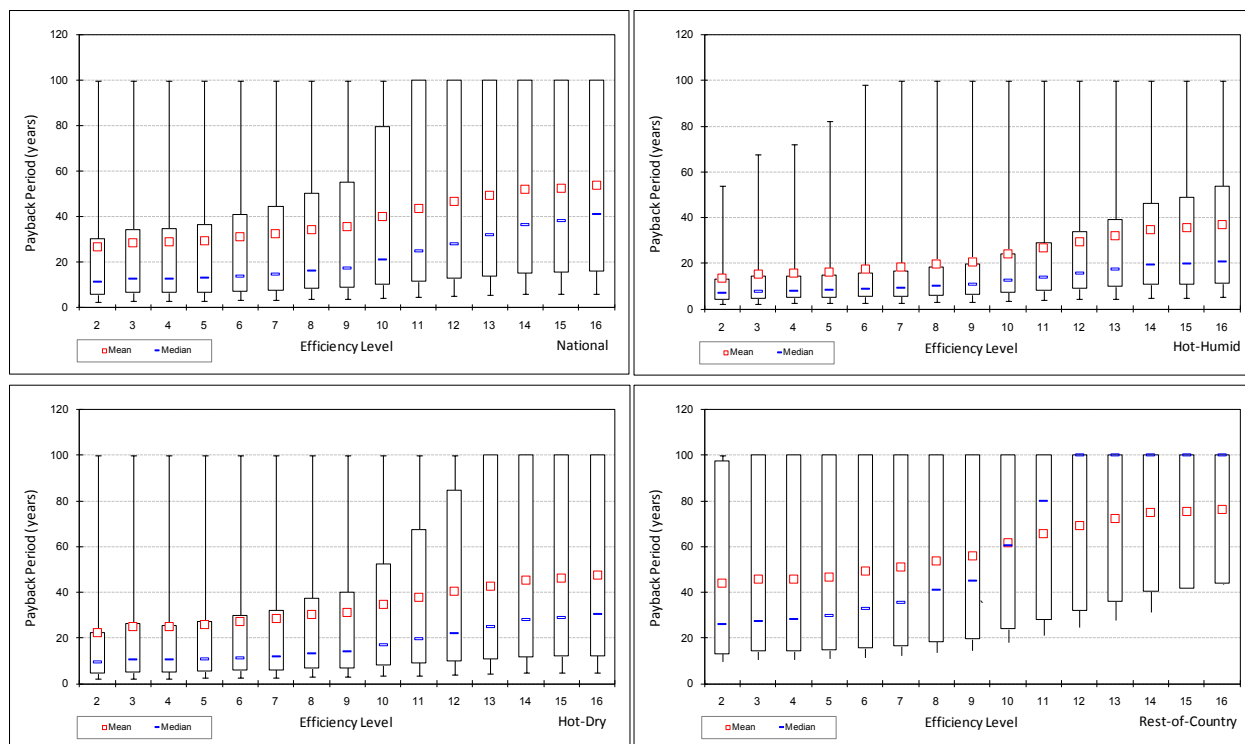 120
100
80
60
40
20
0
Payback Period (years)
2 3 4 5 6 7 8 9 10 11 12 13 14 15 16
Efficiency Level
National
Mean Median
120
100
80
60
40
20
0
Payback Period (years)
2 3 4 5 6 7 8 9 10 11 12 13 14 15 16
Efficiency Level
Hot-Humid
Mean Median
120
100
80
60
40
20
0
Payback Period (years)
2 3 4 5 6 7 8 9 10 11 12 13 14 15 16
Efficiency Level
Hot-Dry
Mean Median
120
100
80
60
40
20
0
Payback Period (years)
2 3 4 5 6 7 8 9 10 11 12 13 14 15 16
Efficiency Level
Rest-of-Country
Mean Median